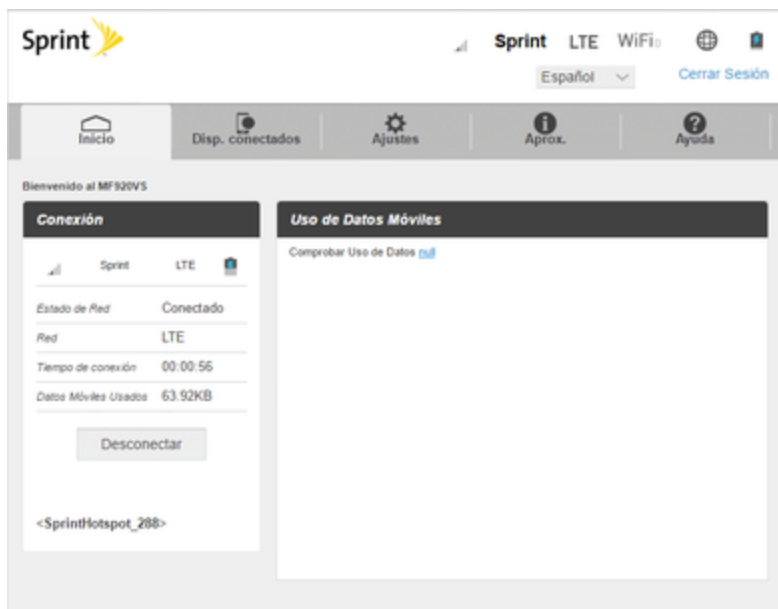 Sprint
Sprint LTE WiFi
Español
Cerrar Sesión
Inicio
Disp. conectados
Ajustes
Aprox.
Ayuda
Bienvenido al MF920VS
Conexión
Sprint LTE
Estado de Red Conectado
Red LTE
Tiempo de conexión 00:00:56
Datos Móviles Usados 63.92KB
Desconectar
<SprintHotspot_288>
Uso de Datos Móviles
Comprobar Uso de Datos null